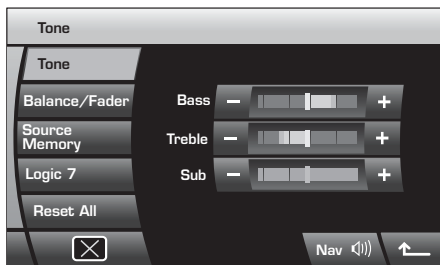 Tone
Tone
Balance/Fader
Source
Memory
Logic 7
Reset All
Bass − +
Treble − +
Sub − +
Nav